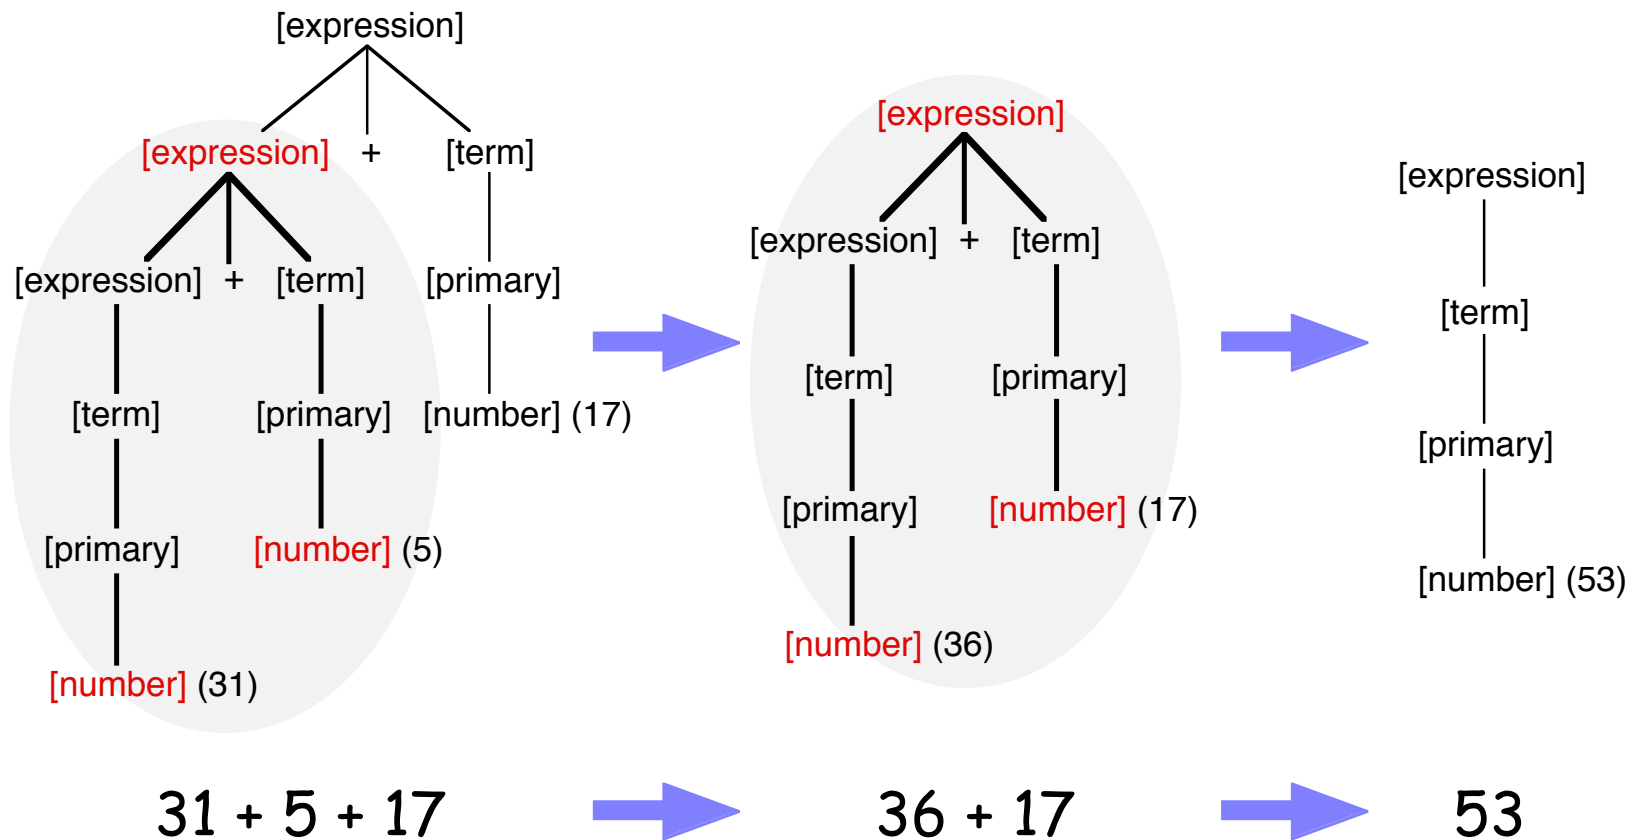 [expression]
[expression] + [term]
[expression] + [term] [primary]
[term] [primary] [number] (17)
[primary] [number] (5)
[number] (31)
[expression]
[expression] + [term]
[term] [primary]
[primary] [number] (17)
[number] (36)
[expression]
[term]
[primary]
[number] (53)
31 + 5 + 17 36 + 17 53